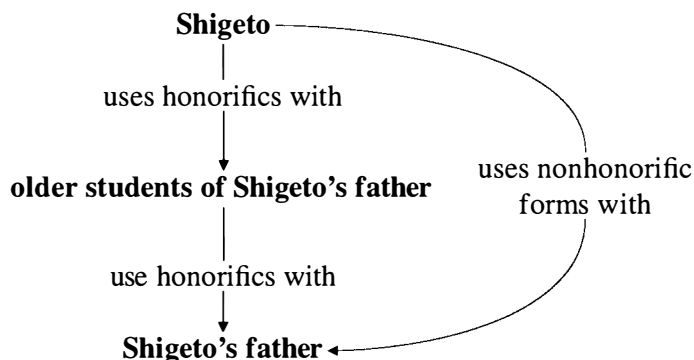 Shigeto
uses honorifics with
older students of Shigeto's father
uses nonhonorific
forms with
use honorifics with
Shigeto's father